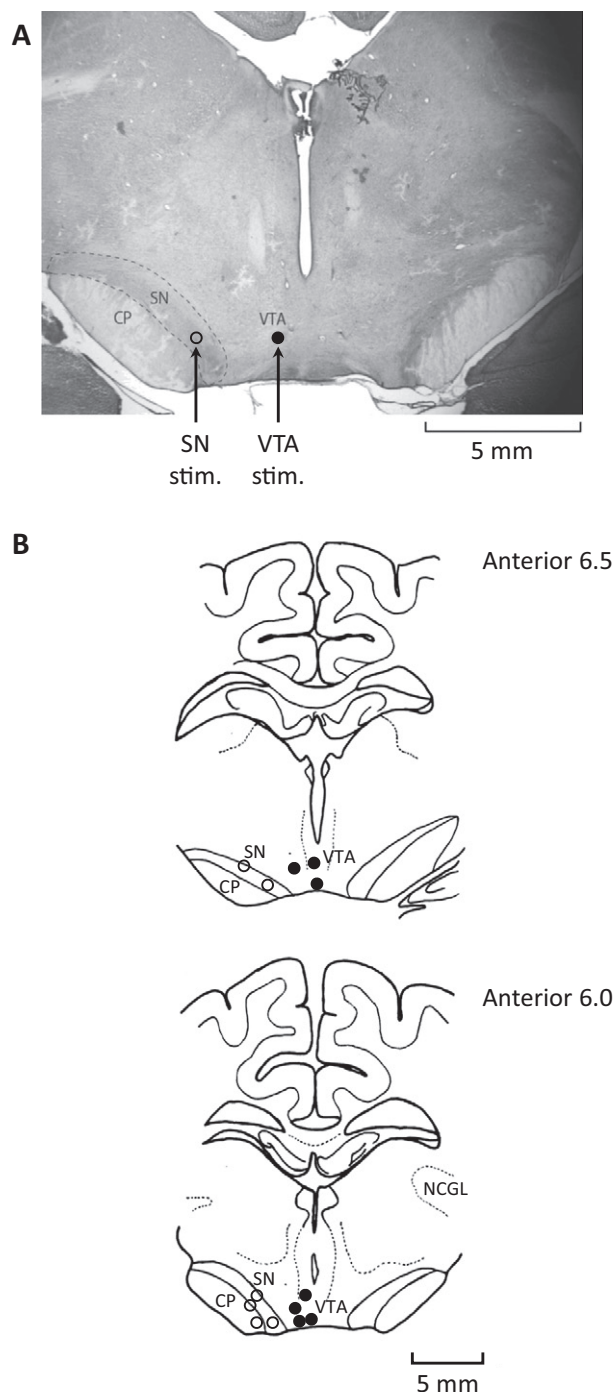 A
SN
CP
VTA
SN
stim.
VTA
stim.
5 mm
B
Anterior 6.5
SN
VTA
CP
Anterior 6.0
NCGL
SN
CP
VTA
5 mm